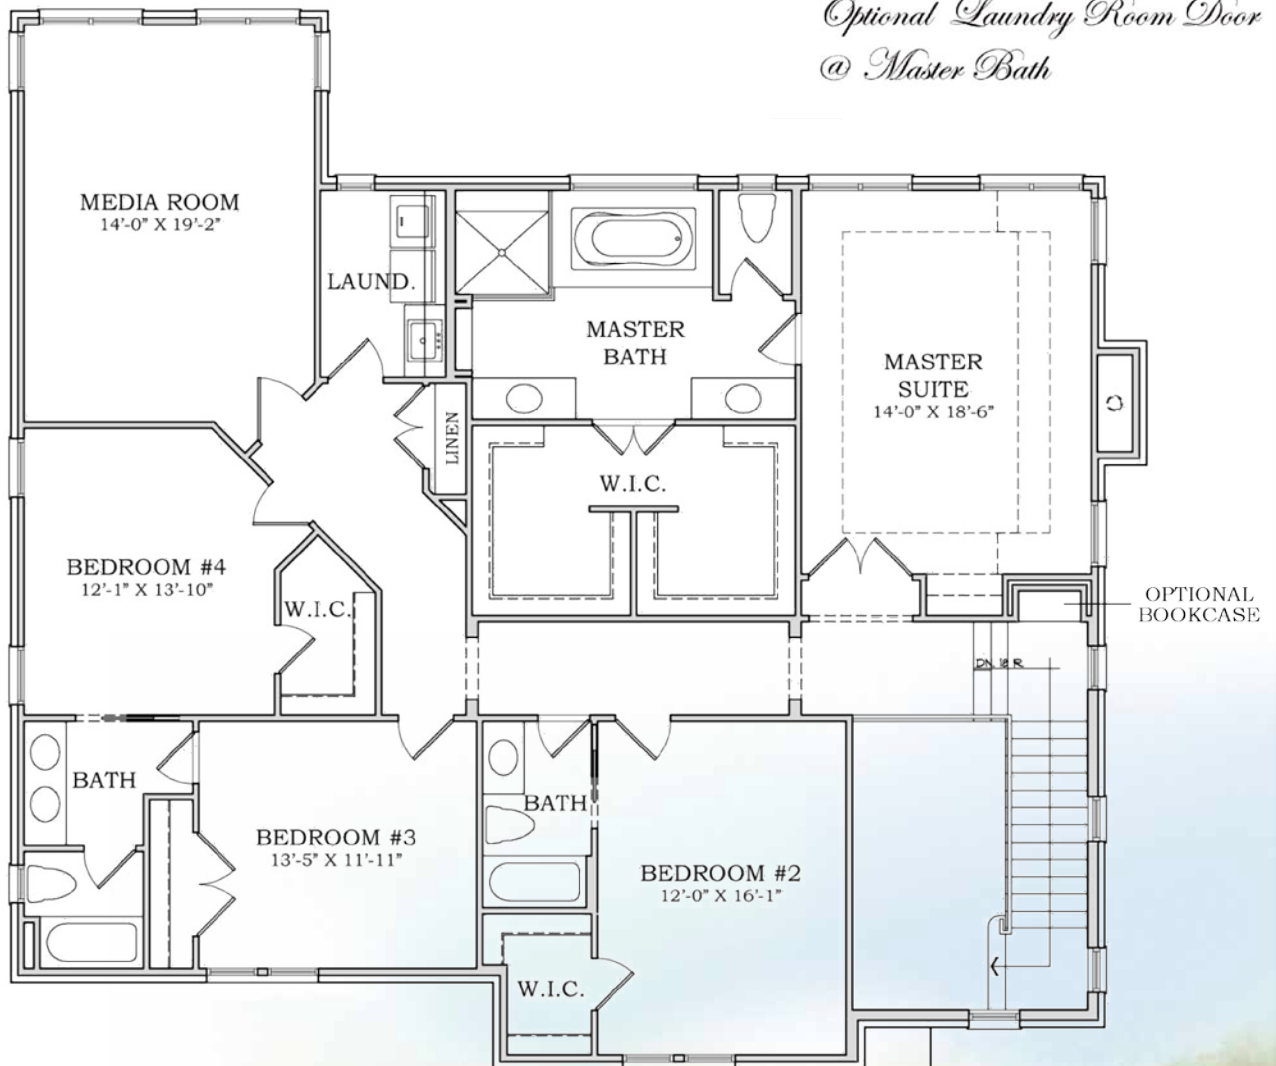 Optional Laundry Room Door
@ Master Bath
MEDIA ROOM
14'-0" X 19'-2"
LAUND.
MASTER
BATH
MASTER
SUITE
14'-0" X 18'-6"
LINEN
W.I.C.
BEDROOM #4
12'-1" X 13'-10"
W.I.C.
OPTIONAL
BOOKCASE
DN. 18 R
BATH
BEDROOM #3
13'-5" X 11'-11"
BATH
BEDROOM #2
12'-0" X 16'-1"
W.I.C.